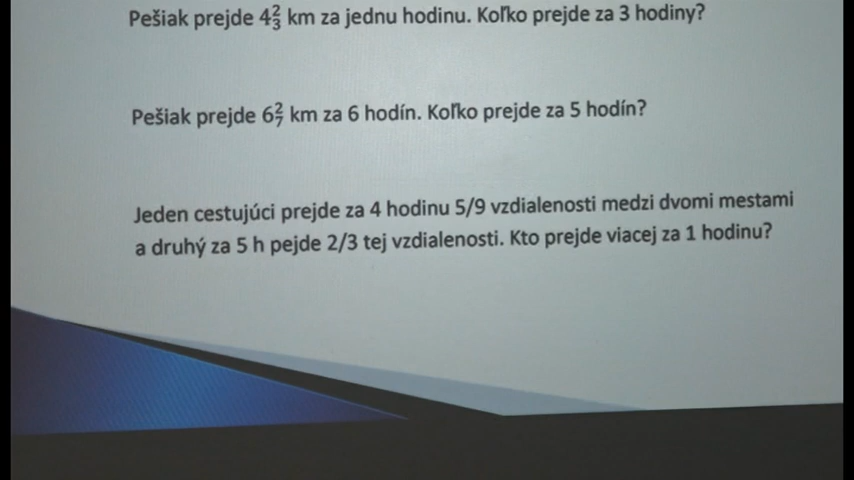 Pešiak prejde 4⅔ km za jednu hodinu. Koľko prejde za 3 hodiny?
Pešiak prejde 6 2/7 km za 6 hodín. Koľko prejde za 5 hodín?
Jeden cestujúci prejde za 4 hodinu 5/9 vzdialenosti medzi dvomi mestami
a druhý za 5 h pejde 2/3 tej vzdialenosti. Kto prejde viacej za 1 hodinu?